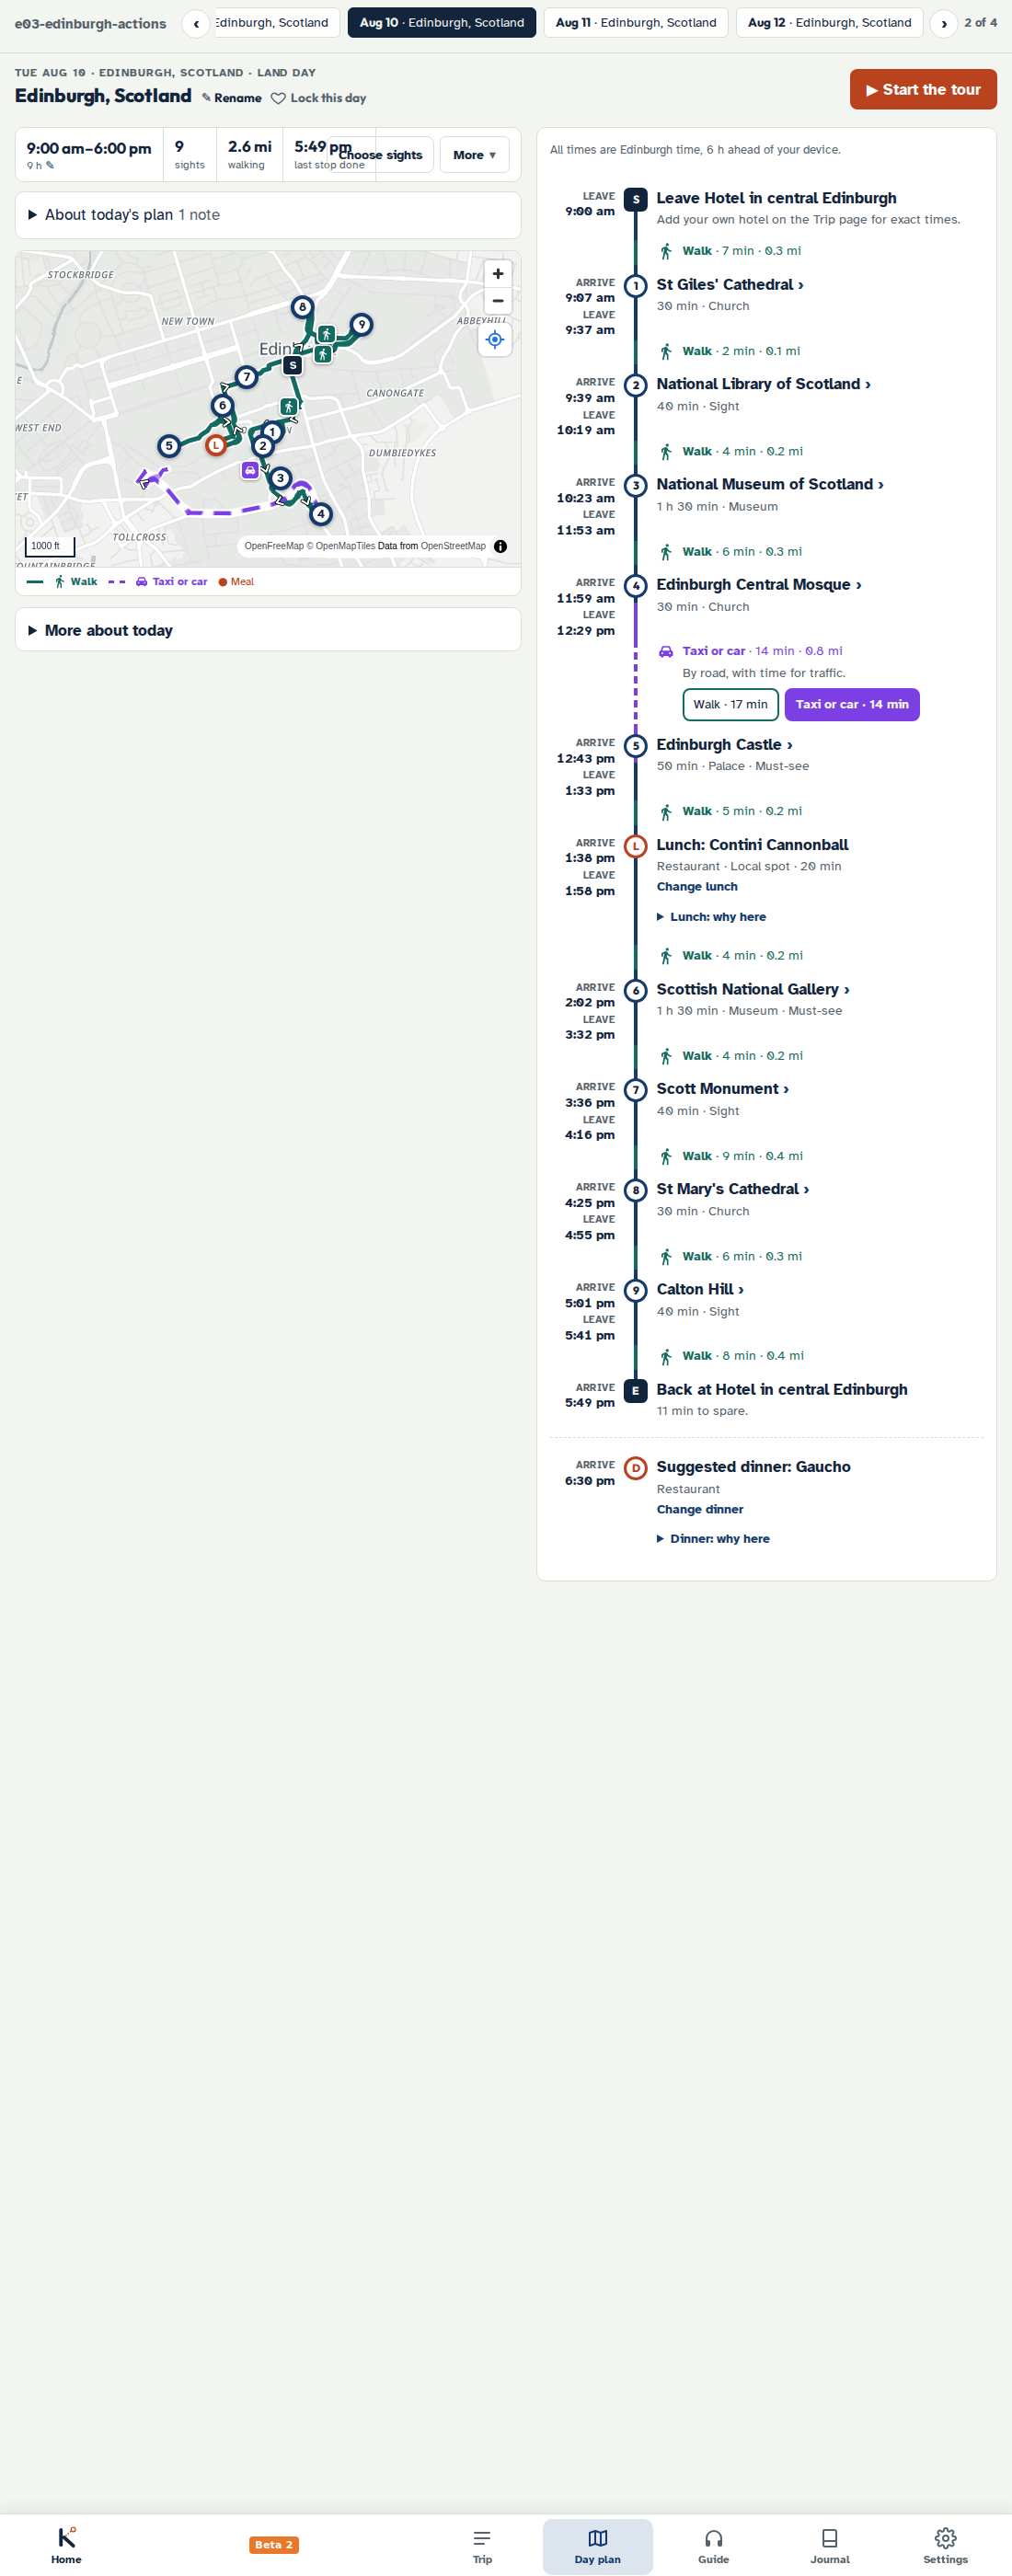 e03-edinburgh-actions
‹
Edinburgh, Scotland
Aug 10 · Edinburgh, Scotland
Aug 11 · Edinburgh, Scotland
Aug 12 · Edinburgh, Scotland
›
2 of 4
TUE AUG 10 · EDINBURGH, SCOTLAND · LAND DAY
Edinburgh, Scotland
✎ Rename
Lock this day
▶ Start the tour
9:00 am–6:00 pm
9 h ✎
9
sights
2.6 mi
walking
5:49 pm
last stop done
Choose sights
More ▾
▶ About today's plan 1 note
STOCKBRIDGE
NEW TOWN
ABBEYHILL
CANONGATE
WEST END
DUMBIEDYKES
TOLLCROSS
8
9
S
7
6
5
L
1
2
3
4
+
−
1000 ft
OpenFreeMap © OpenMapTiles Data from OpenStreetMap
Walk
Taxi or car
Meal
▶ More about today
All times are Edinburgh time, 6 h ahead of your device.
LEAVE
9:00 am
S
Leave Hotel in central Edinburgh
Add your own hotel on the Trip page for exact times.
Walk · 7 min · 0.3 mi
ARRIVE
9:07 am
LEAVE
9:37 am
1
St Giles' Cathedral ›
30 min · Church
Walk · 2 min · 0.1 mi
ARRIVE
9:39 am
LEAVE
10:19 am
2
National Library of Scotland ›
40 min · Sight
Walk · 4 min · 0.2 mi
ARRIVE
10:23 am
LEAVE
11:53 am
3
National Museum of Scotland ›
1 h 30 min · Museum
Walk · 6 min · 0.3 mi
ARRIVE
11:59 am
LEAVE
12:29 pm
4
Edinburgh Central Mosque ›
30 min · Church
Taxi or car · 14 min · 0.8 mi
By road, with time for traffic.
Walk · 17 min
Taxi or car · 14 min
ARRIVE
12:43 pm
LEAVE
1:33 pm
5
Edinburgh Castle ›
50 min · Palace · Must-see
Walk · 5 min · 0.2 mi
ARRIVE
1:38 pm
LEAVE
1:58 pm
L
Lunch: Contini Cannonball
Restaurant · Local spot · 20 min
Change lunch
▶ Lunch: why here
Walk · 4 min · 0.2 mi
ARRIVE
2:02 pm
LEAVE
3:32 pm
6
Scottish National Gallery ›
1 h 30 min · Museum · Must-see
Walk · 4 min · 0.2 mi
ARRIVE
3:36 pm
LEAVE
4:16 pm
7
Scott Monument ›
40 min · Sight
Walk · 9 min · 0.4 mi
ARRIVE
4:25 pm
LEAVE
4:55 pm
8
St Mary's Cathedral ›
30 min · Church
Walk · 6 min · 0.3 mi
ARRIVE
5:01 pm
LEAVE
5:41 pm
9
Calton Hill ›
40 min · Sight
Walk · 8 min · 0.4 mi
ARRIVE
5:49 pm
E
Back at Hotel in central Edinburgh
11 min to spare.
ARRIVE
6:30 pm
D
Suggested dinner: Gaucho
Restaurant
Change dinner
▶ Dinner: why here
Home
Beta 2
Trip
Day plan
Guide
Journal
Settings